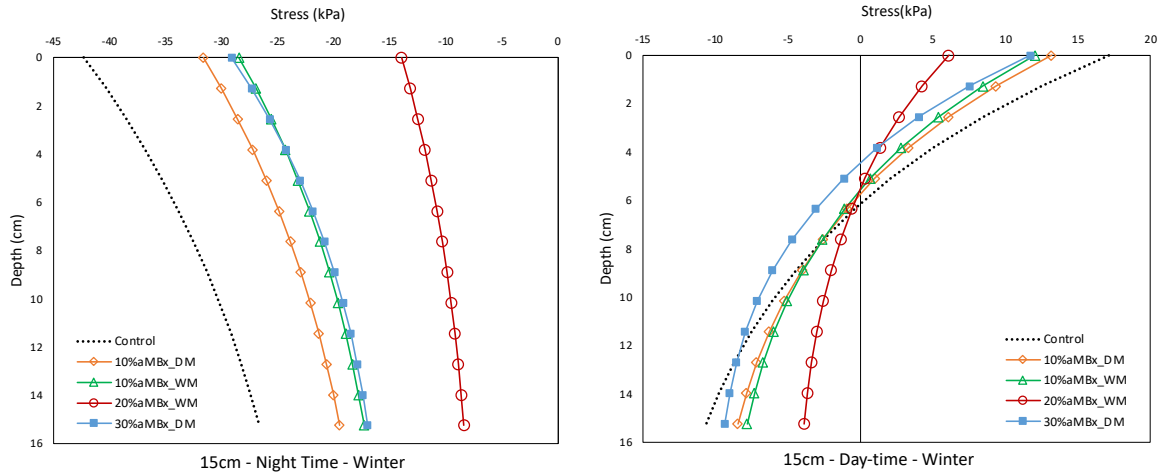 Stress (kPa)
-45 -40 -35 -30 -25 -20 -15 -10 -5 0
0
2
4
6
8
10
12
14
16
Depth (cm)
Control
10%aMBx_DM
10%aMBx_WM
20%aMBx_WM
30%aMBx_DM
15cm - Night Time - Winter
Stress(kPa)
-15 -10 -5 0 5 10 15 20
0
2
4
6
8
10
12
14
16
Depth (cm)
Control
10%aMBx_DM
10%aMBx_WM
20%aMBx_WM
30%aMBx_DM
15cm - Day-time - Winter